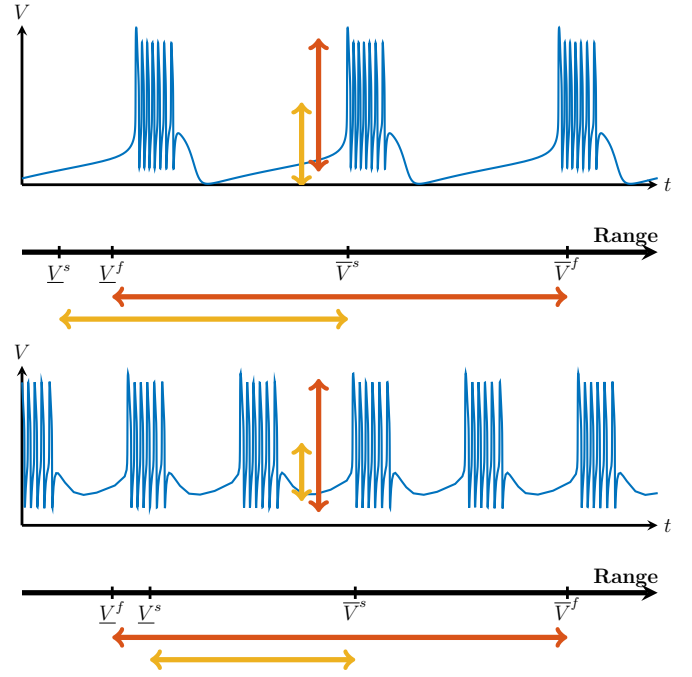 V
t
Range
V̲ˢ V̲ᶠ V̅ˢ V̅ᶠ
V
t
Range
V̲ᶠ V̲ˢ V̅ˢ V̅ᶠ